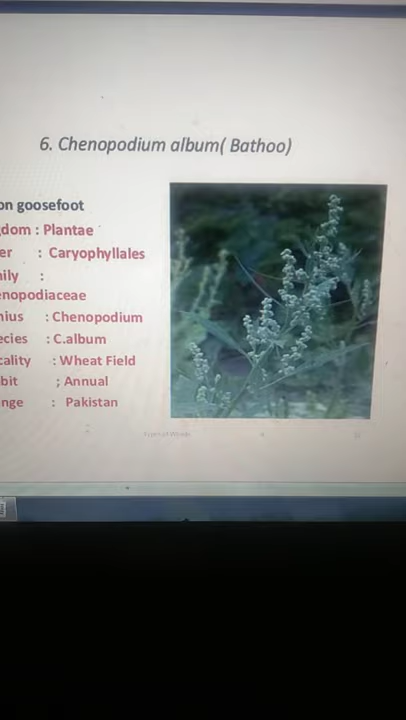 6. Chenopodium album( Bathoo)
on goosefoot
dom : Plantae
er : Caryophyllales
ily :
nopodiaceae
nius : Chenopodium
ecies : C.album
cality : Wheat Field
bit ; Annual
nge : Pakistan